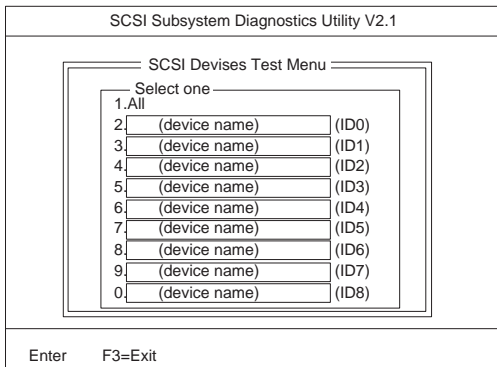 SCSI Subsystem Diagnostics Utility V2.1
SCSI Devises Test Menu
Select one
1.All
2. (device name) (ID0)
3. (device name) (ID1)
4. (device name) (ID2)
5. (device name) (ID3)
6. (device name) (ID4)
7. (device name) (ID5)
8. (device name) (ID6)
9. (device name) (ID7)
0. (device name) (ID8)
Enter F3=Exit